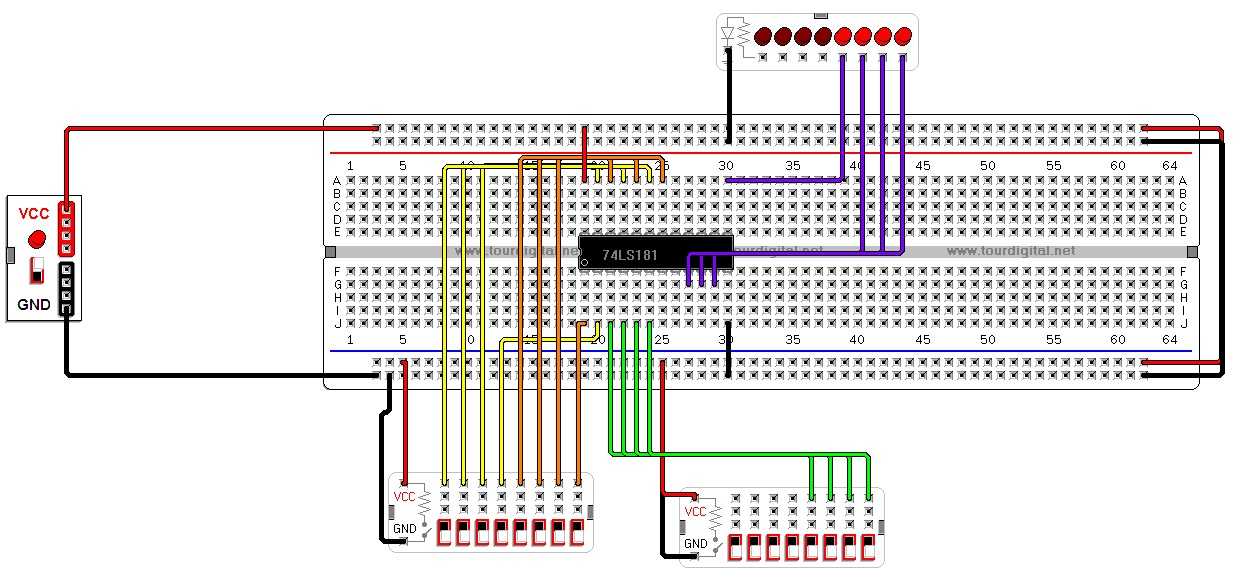 1 5 10 15 20 25 30 35 40 45 50 55 60 64
A A
B B
C C
D D
E E
VCC
GND
www.tourdigital.net www.tourdigital.net www.tourdigital.net
74LS181
F F
G G
H H
I I
J J
1 5 10 15 20 25 30 35 40 45 50 55 60 64
VCC
GND
VCC
GND